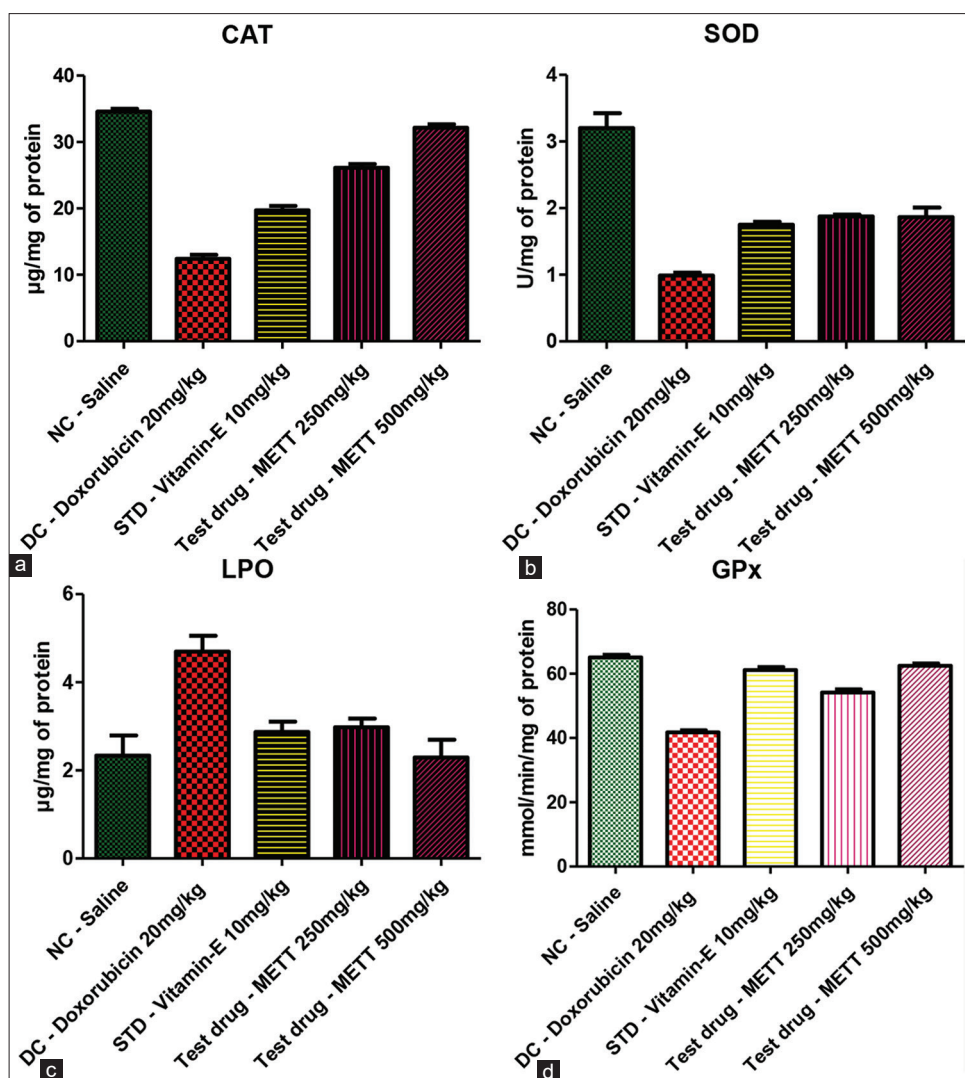 CAT
µg/mg of protein
40
30
20
10
0
NC - Saline
DC - Doxorubicin 20mg/kg
STD - Vitamin-E 10mg/kg
Test drug - METT 250mg/kg
Test drug - METT 500mg/kg
a
SOD
U/mg of protein
4
3
2
1
0
NC - Saline
DC - Doxorubicin 20mg/kg
STD - Vitamin-E 10mg/kg
Test drug - METT 250mg/kg
Test drug - METT 500mg/kg
b
LPO
µg/mg of protein
6
4
2
0
NC - Saline
DC - Doxorubicin 20mg/kg
STD - Vitamin-E 10mg/kg
Test drug - METT 250mg/kg
Test drug - METT 500mg/kg
c
GPx
mmol/min/mg of protein
80
60
40
20
0
NC - Saline
DC - Doxorubicin 20mg/kg
STD - Vitamin-E 10mg/kg
Test drug - METT 250mg/kg
Test drug - METT 500mg/kg
d